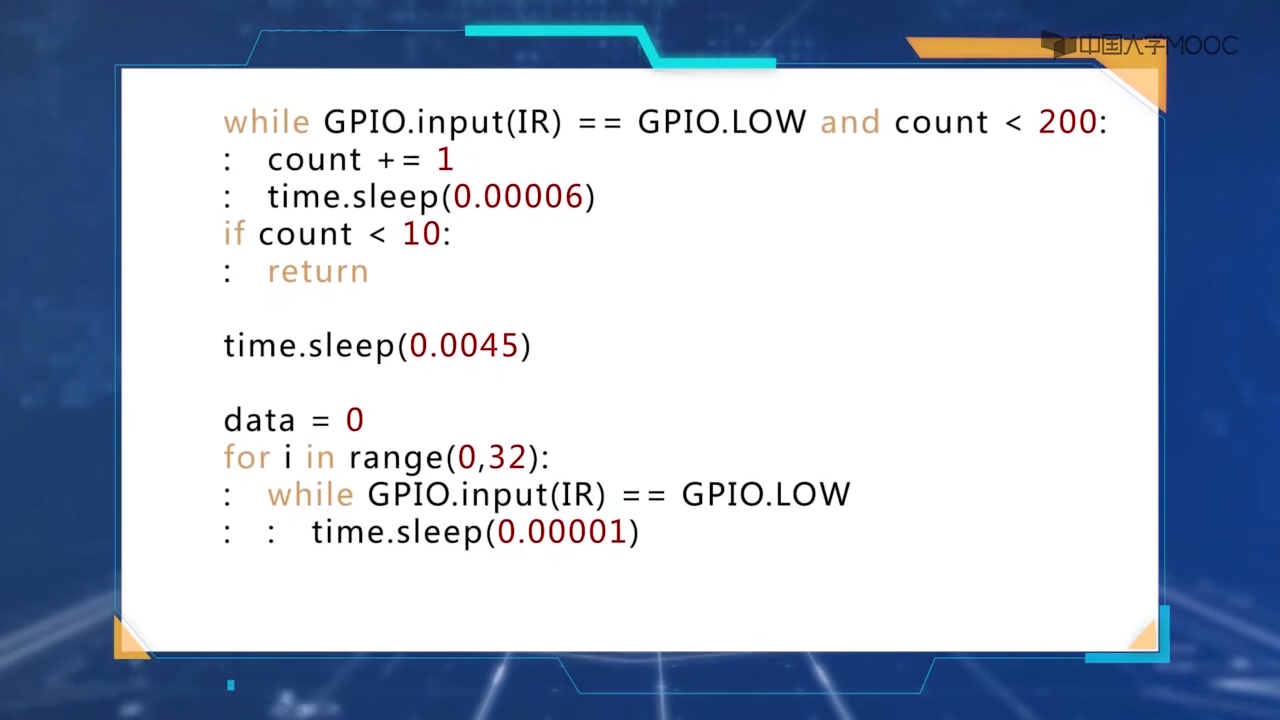 中国大学MOOC
while GPIO.input(IR) == GPIO.LOW and count < 200:
:   count += 1
:   time.sleep(0.00006)
if count < 10:
:   return
time.sleep(0.0045)
data = 0
for i in range(0,32):
:   while GPIO.input(IR) == GPIO.LOW
:   :   time.sleep(0.00001)